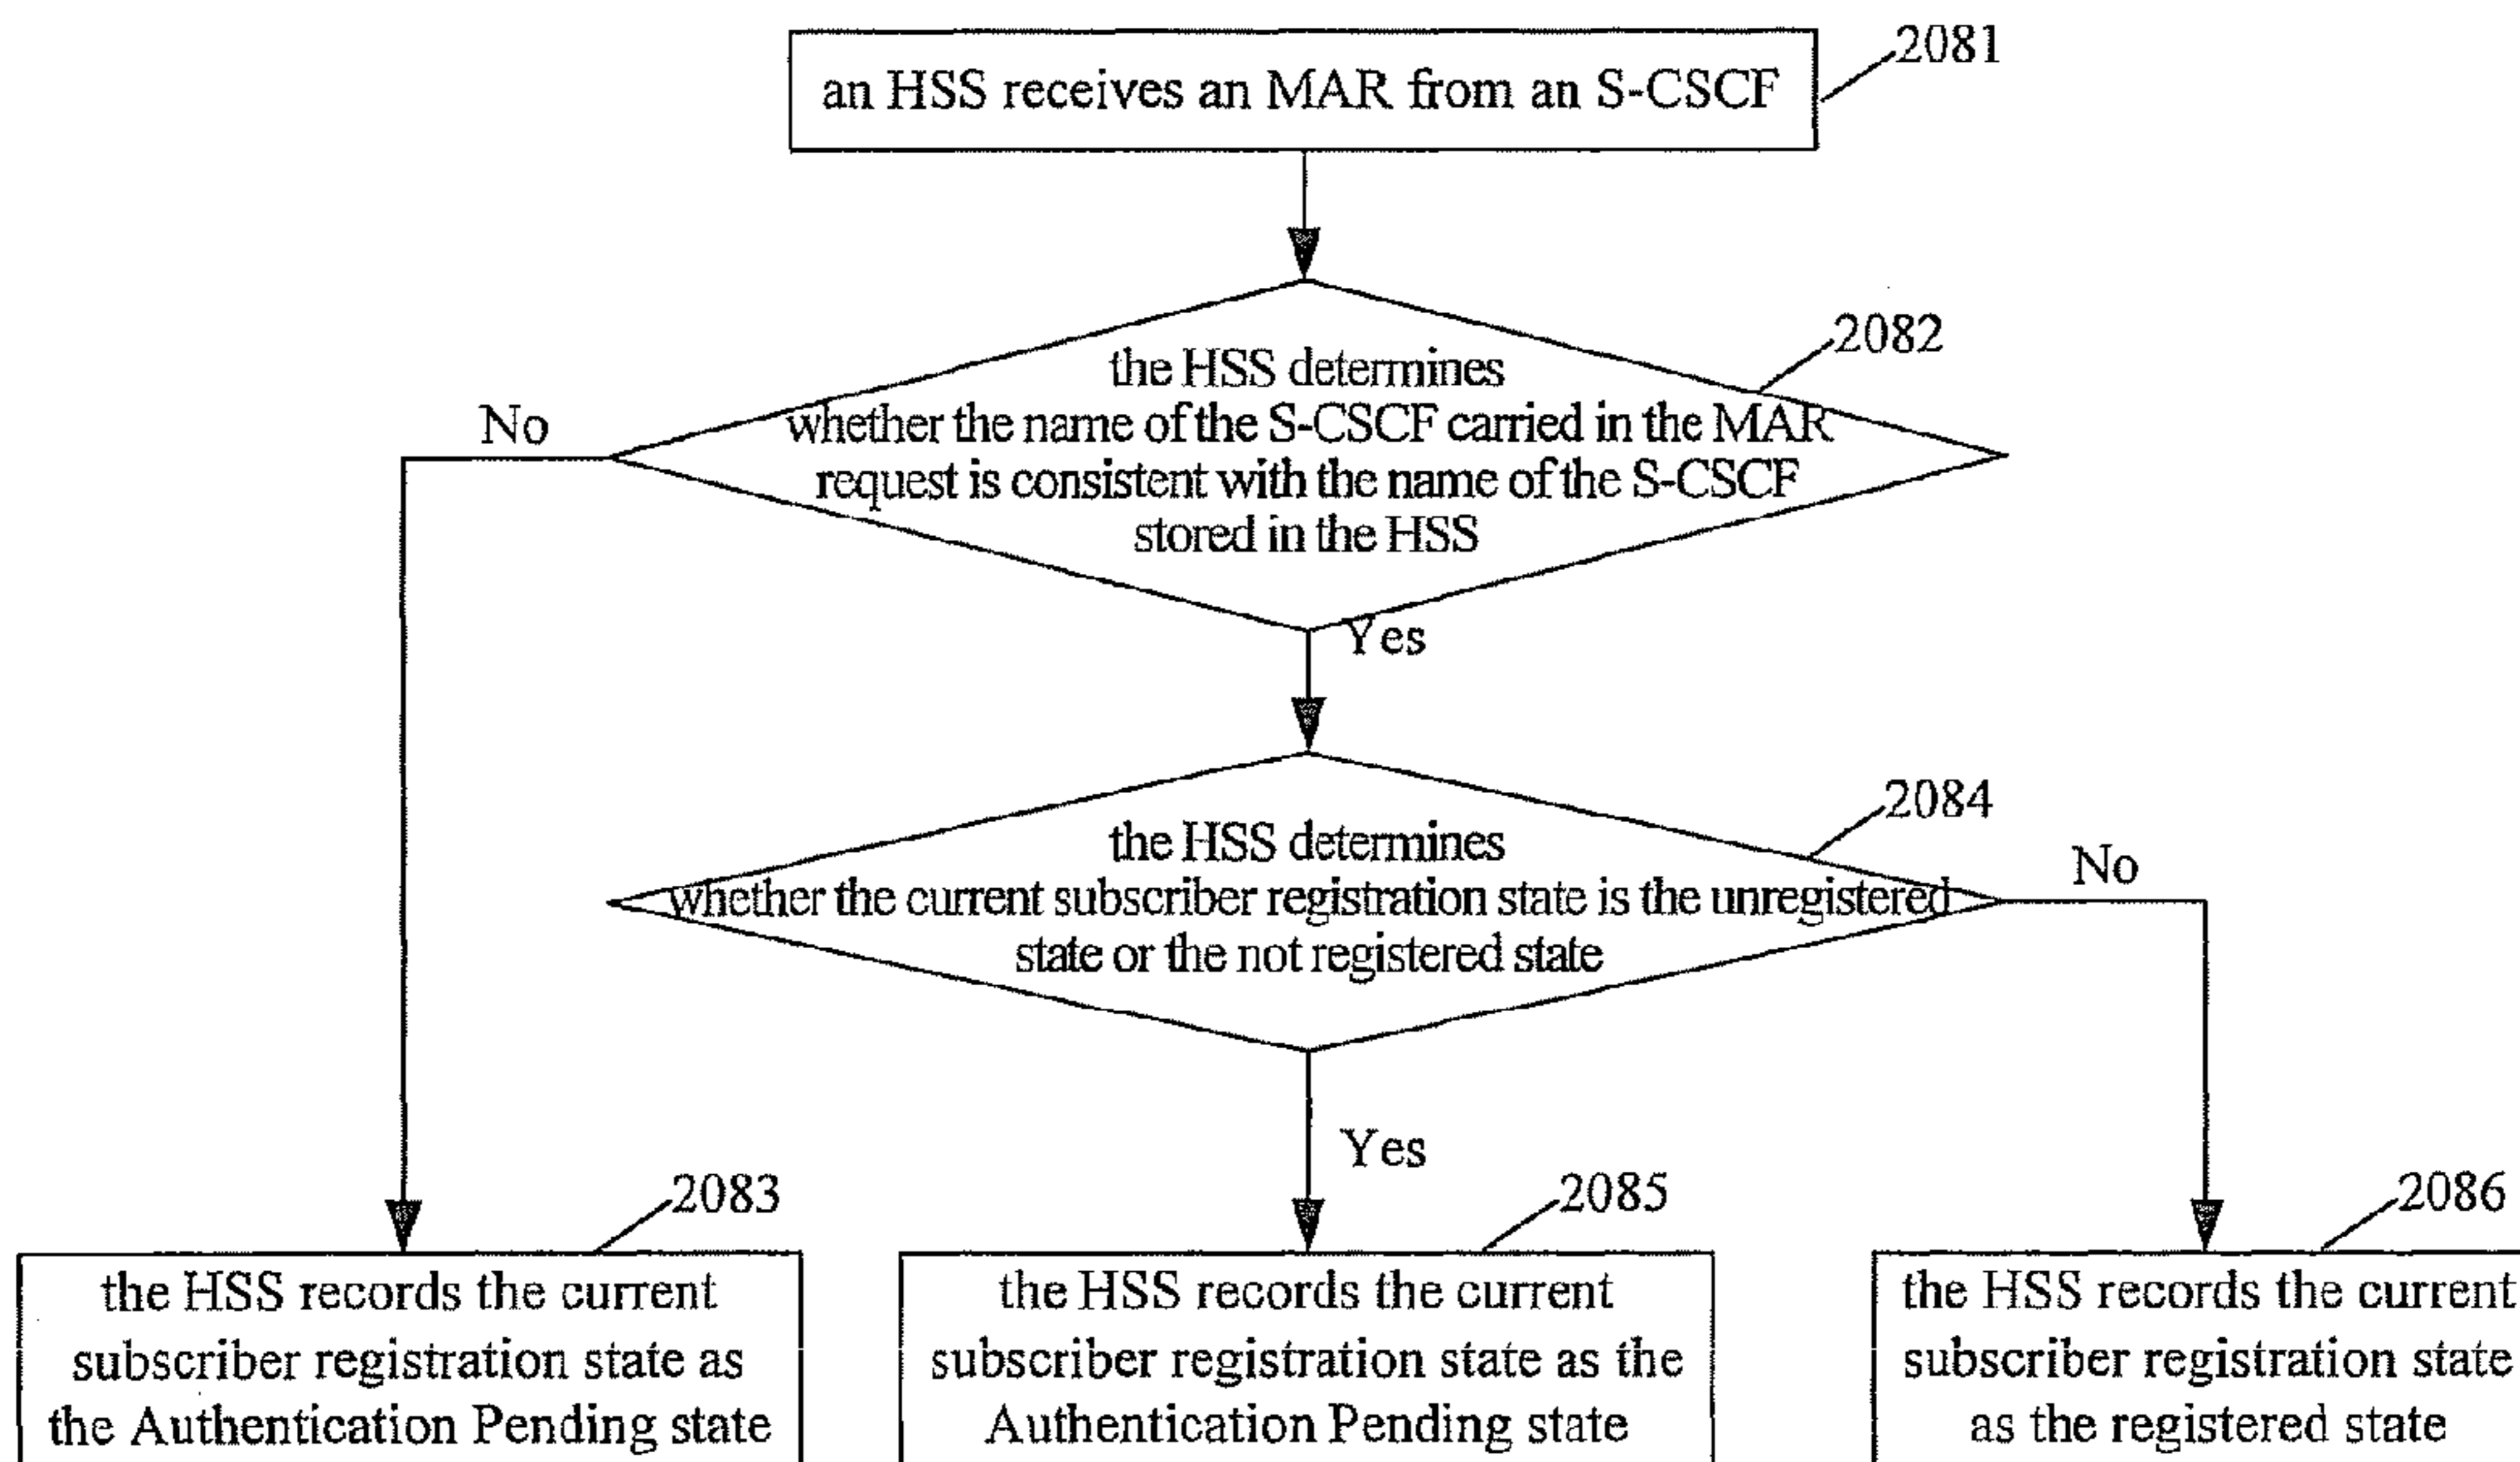 2081
an HSS receives an MAR from an S-CSCF
2082
the HSS determines
No
whether the name of the S-CSCF carried in the MAR
request is consistent with the name of the S-CSCF
stored in the HSS
Yes
2084
the HSS determines
No
whether the current subscriber registration state is the unregistered
state or the not registered state
Yes
2083
the HSS records the current
subscriber registration state as
the Authentication Pending state
2085
the HSS records the current
subscriber registration state as the
Authentication Pending state
2086
the HSS records the current
subscriber registration state
as the registered state